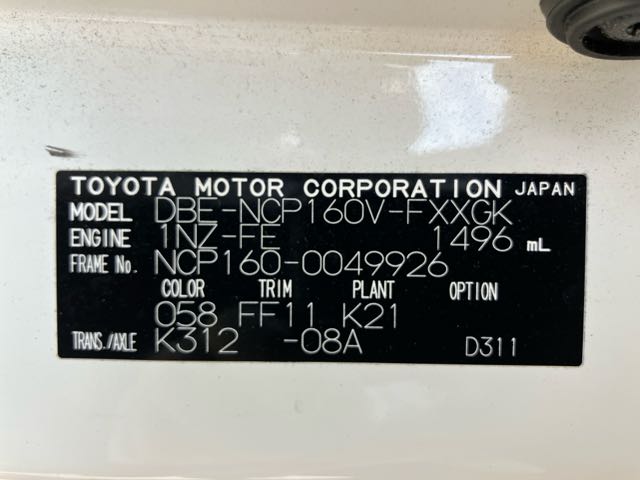 TOYOTA MOTOR CORPORATION JAPAN
MODEL DBE-NCP160V-FXXGK
ENGINE 1NZ-FE 1496 mL
FRAME No. NCP160-0049926
COLOR TRIM PLANT OPTION
058 FF11 K21
TRANS./AXLE K312 -08A D311